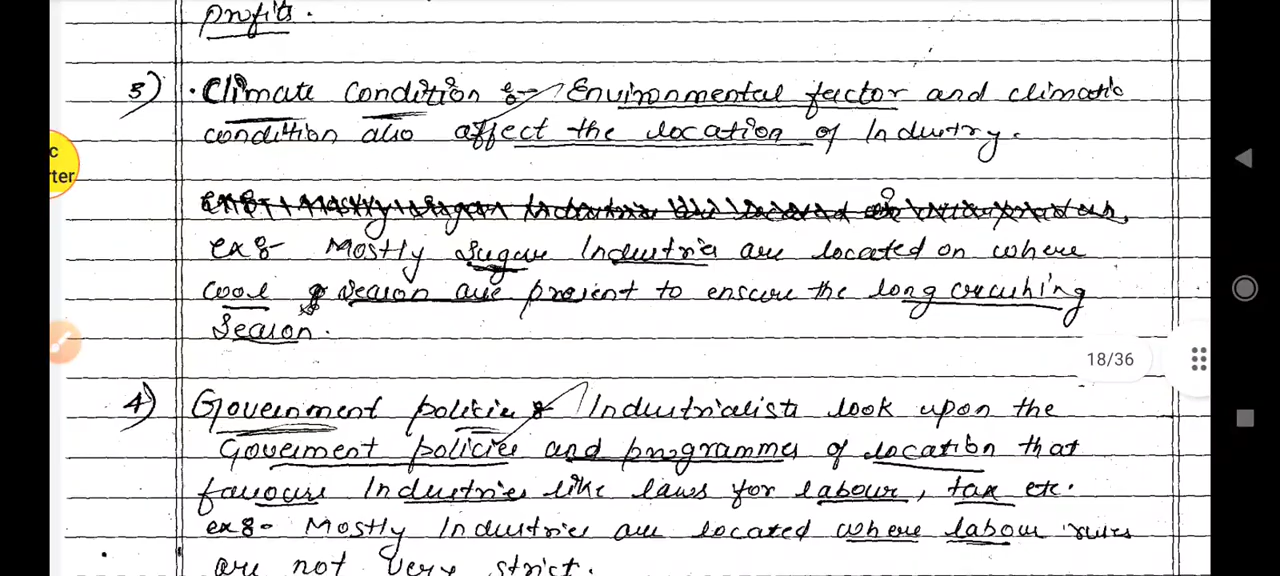 profits.
3) • Climate Condition :- Environmental factor and climatic
condition also affect the location of Industry.
ex :- Mostly Sugar Industries are located on where
cool season are present to ensure the long crushing
Season.
18/36
4) Government policies : Industrialists look upon the
Goverment policies and programmes of location that
favours Industries like laws for labour, tax etc.
ex :- Mostly Industries are located where labour rules
are not very strict.